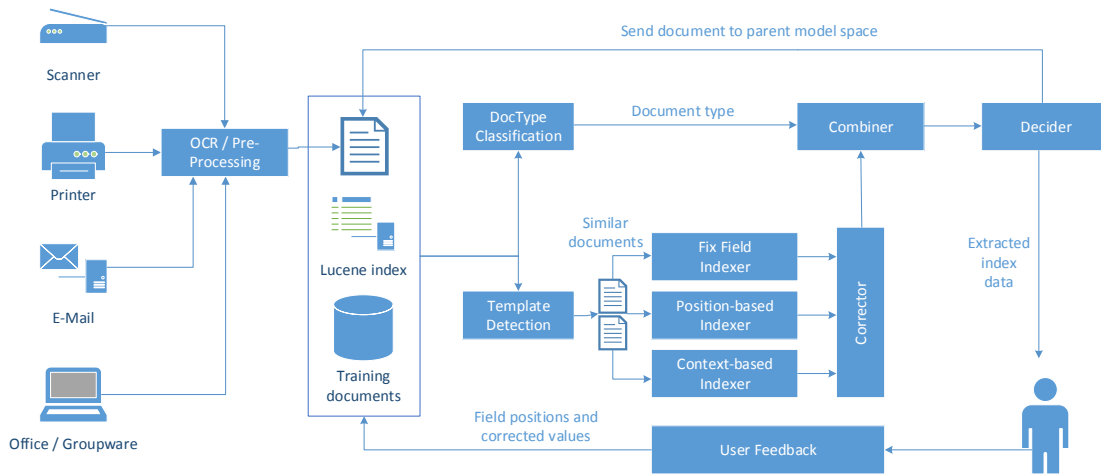 Send document to parent model space
Scanner
DocType
Classification
Document type
Combiner
Decider
OCR / Pre-
Processing
Printer
Similar
documents
Lucene index
Fix Field
Indexer
Extracted
index
data
E-Mail
Template
Detection
Position-based
Indexer
Corrector
Training
documents
Context-based
Indexer
Office / Groupware
Field positions and
corrected values
User Feedback